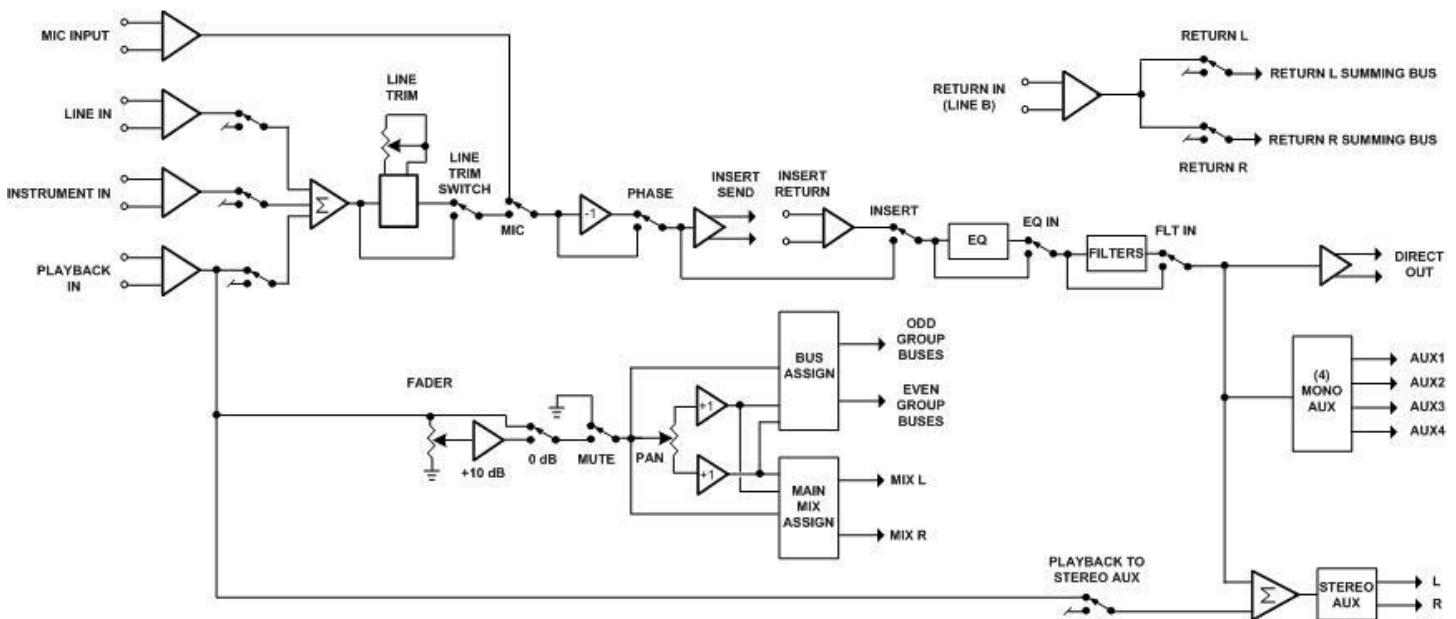 MIC INPUT
LINE IN
INSTRUMENT IN
PLAYBACK
IN
LINE
TRIM
Σ
LINE
TRIM
SWITCH
MIC
-1
PHASE
INSERT
SEND
INSERT
RETURN
INSERT
EQ
EQ IN
FILTERS
FLT IN
DIRECT
OUT
RETURN IN
(LINE B)
RETURN L
RETURN L SUMMING BUS
RETURN R SUMMING BUS
RETURN R
FADER
+10 dB
0 dB
MUTE
PAN
+1
+1
BUS
ASSIGN
ODD
GROUP
BUSES
EVEN
GROUP
BUSES
MAIN
MIX
ASSIGN
MIX L
MIX R
(4)
MONO
AUX
AUX1
AUX2
AUX3
AUX4
PLAYBACK TO
STEREO AUX
Σ
STEREO
AUX
L
R